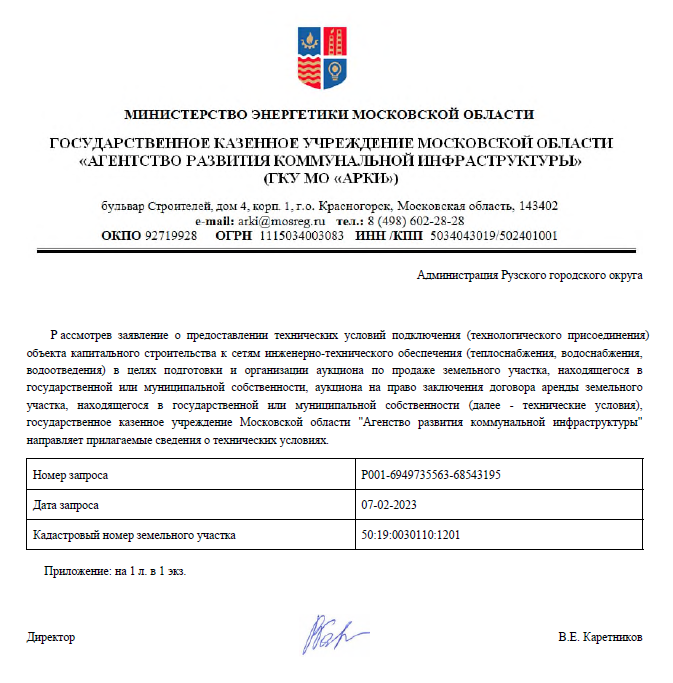 МИНИСТЕРСТВО ЭНЕРГЕТИКИ МОСКОВСКОЙ ОБЛАСТИ
ГОСУДАРСТВЕННОЕ КАЗЕННОЕ УЧРЕЖДЕНИЕ МОСКОВСКОЙ ОБЛАСТИ
«АГЕНТСТВО РАЗВИТИЯ КОММУНАЛЬНОЙ ИНФРАСТРУКТУРЫ»
(ГКУ МО «АРКИ»)
бульвар Строителей, дом 4, корп. 1, г.о. Красногорск, Московская область, 143402
e-mail: arki@mosreg.ru тел.: 8 (498) 602-28-28
ОКПО 92719928 ОГРН 1115034003083 ИНН /КПП 5034043019/502401001
Администрация Рузского городского округа
Рассмотрев заявление о предоставлении технических условий подключения (технологического присоединения)
объекта капитального строительства к сетям инженерно-технического обеспечения (теплоснабжения, водоснабжения,
водоотведения) в целях подготовки и организации аукциона по продаже земельного участка, находящегося в
государственной или муниципальной собственности, аукциона на право заключения договора аренды земельного
участка, находящегося в государственной или муниципальной собственности (далее - технические условия),
государственное казенное учреждение Московской области "Агенство развития коммунальной инфраструктуры"
направляет прилагаемые сведения о технических условиях.
Номер запроса P001-6949735563-68543195
Дата запроса 07-02-2023
Кадастровый номер земельного участка 50:19:0030110:1201
Приложение: на 1 л. в 1 экз.
Директор В.Е. Каретников